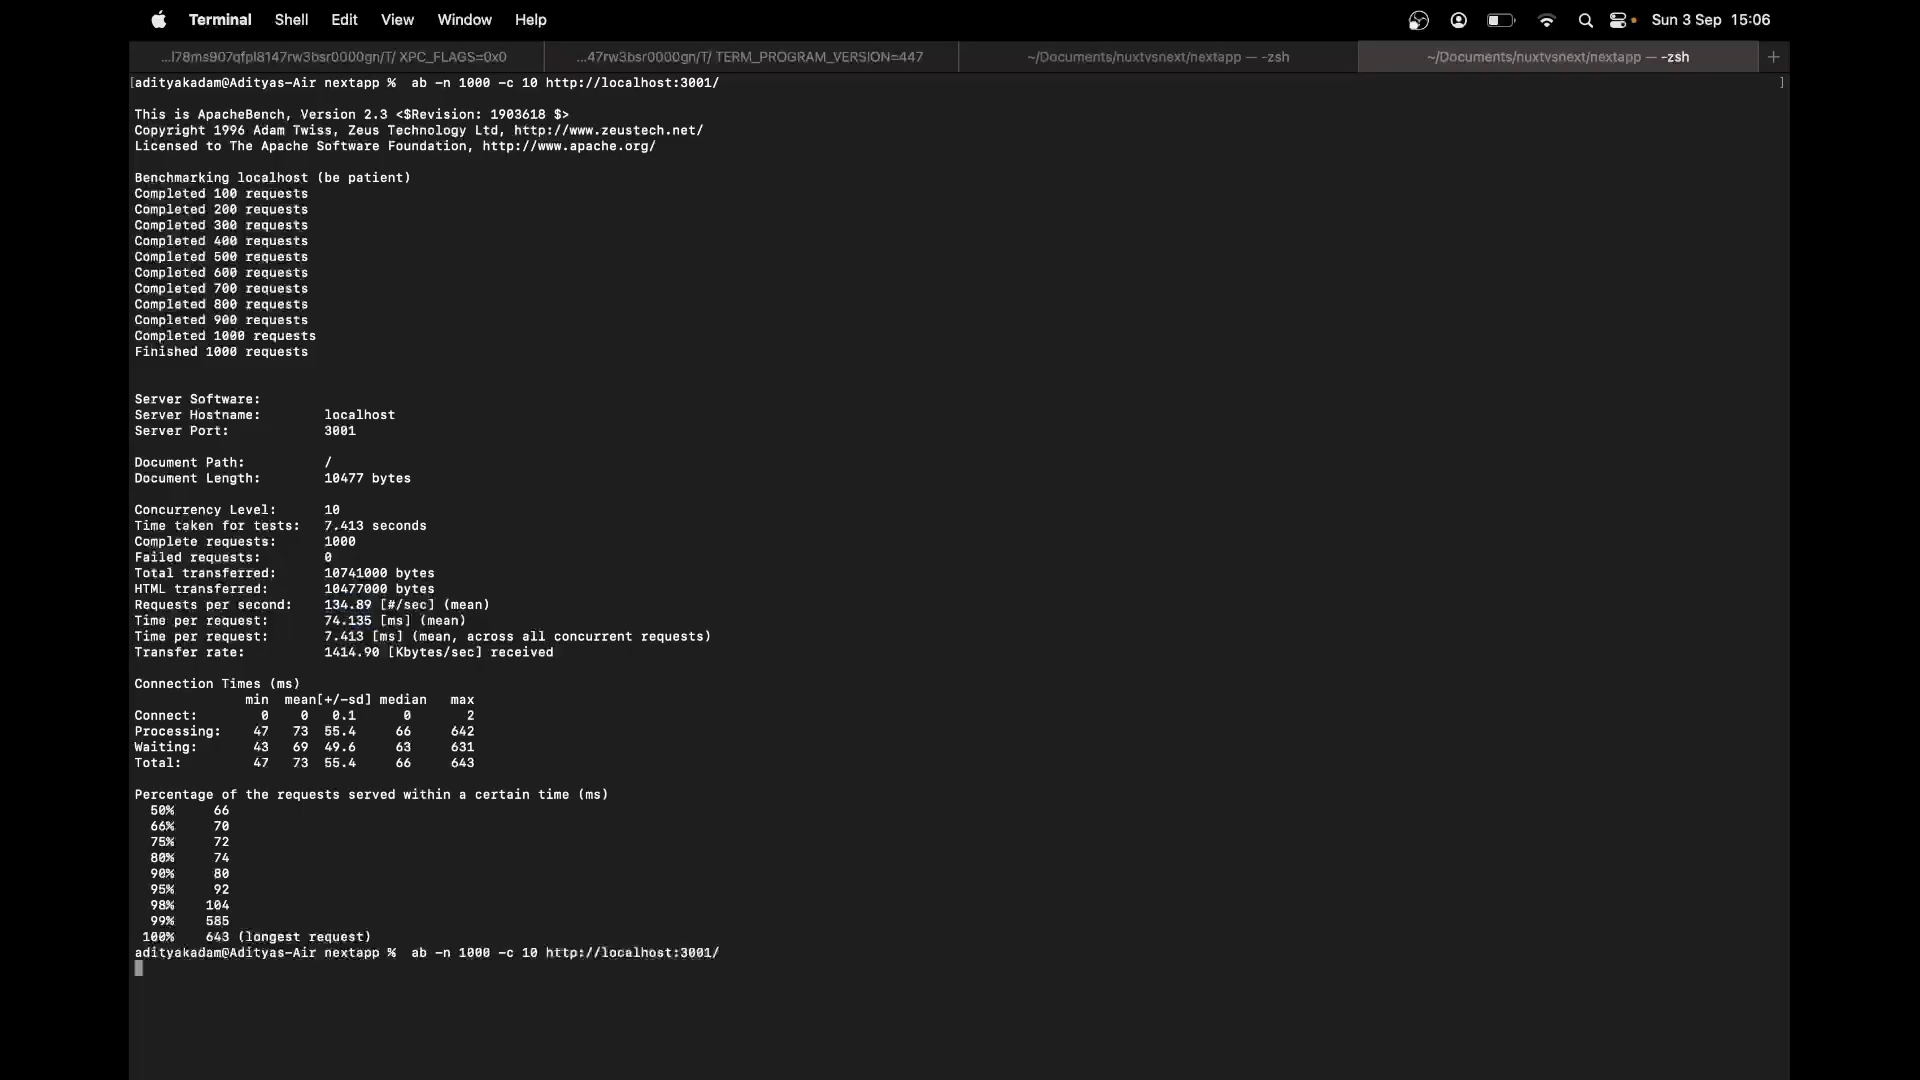 Terminal Shell Edit View Window Help Sun 3 Sep 15:06
...l78ms907qfpl8147rw3bsr0000gn/T/ XPC_FLAGS=0x0 ...47rw3bsr0000gn/T/ TERM_PROGRAM_VERSION=447 ~/Documents/nuxtvsnext/nextapp — -zsh ~/Documents/nuxtvsnext/nextapp — -zsh +
[adityakadam@Adityas-Air nextapp %  ab -n 1000 -c 10 http://localhost:3001/ ]
This is ApacheBench, Version 2.3 <$Revision: 1903618 $>
Copyright 1996 Adam Twiss, Zeus Technology Ltd, http://www.zeustech.net/
Licensed to The Apache Software Foundation, http://www.apache.org/
Benchmarking localhost (be patient)
Completed 100 requests
Completed 200 requests
Completed 300 requests
Completed 400 requests
Completed 500 requests
Completed 600 requests
Completed 700 requests
Completed 800 requests
Completed 900 requests
Completed 1000 requests
Finished 1000 requests
Server Software:
Server Hostname:        localhost
Server Port:            3001
Document Path:          /
Document Length:        10477 bytes
Concurrency Level:      10
Time taken for tests:   7.413 seconds
Complete requests:      1000
Failed requests:        0
Total transferred:      10741000 bytes
HTML transferred:       10477000 bytes
Requests per second:    134.89 [#/sec] (mean)
Time per request:       74.135 [ms] (mean)
Time per request:       7.413 [ms] (mean, across all concurrent requests)
Transfer rate:          1414.90 [Kbytes/sec] received
Connection Times (ms)
              min  mean[+/-sd] median   max
Connect:        0    0   0.1      0       2
Processing:    47   73  55.4     66     642
Waiting:       43   69  49.6     63     631
Total:         47   73  55.4     66     643
Percentage of the requests served within a certain time (ms)
  50%     66
  66%     70
  75%     72
  80%     74
  90%     80
  95%     92
  98%    104
  99%    585
 100%    643 (longest request)
adityakadam@Adityas-Air nextapp %  ab -n 1000 -c 10 http://localhost:3001/